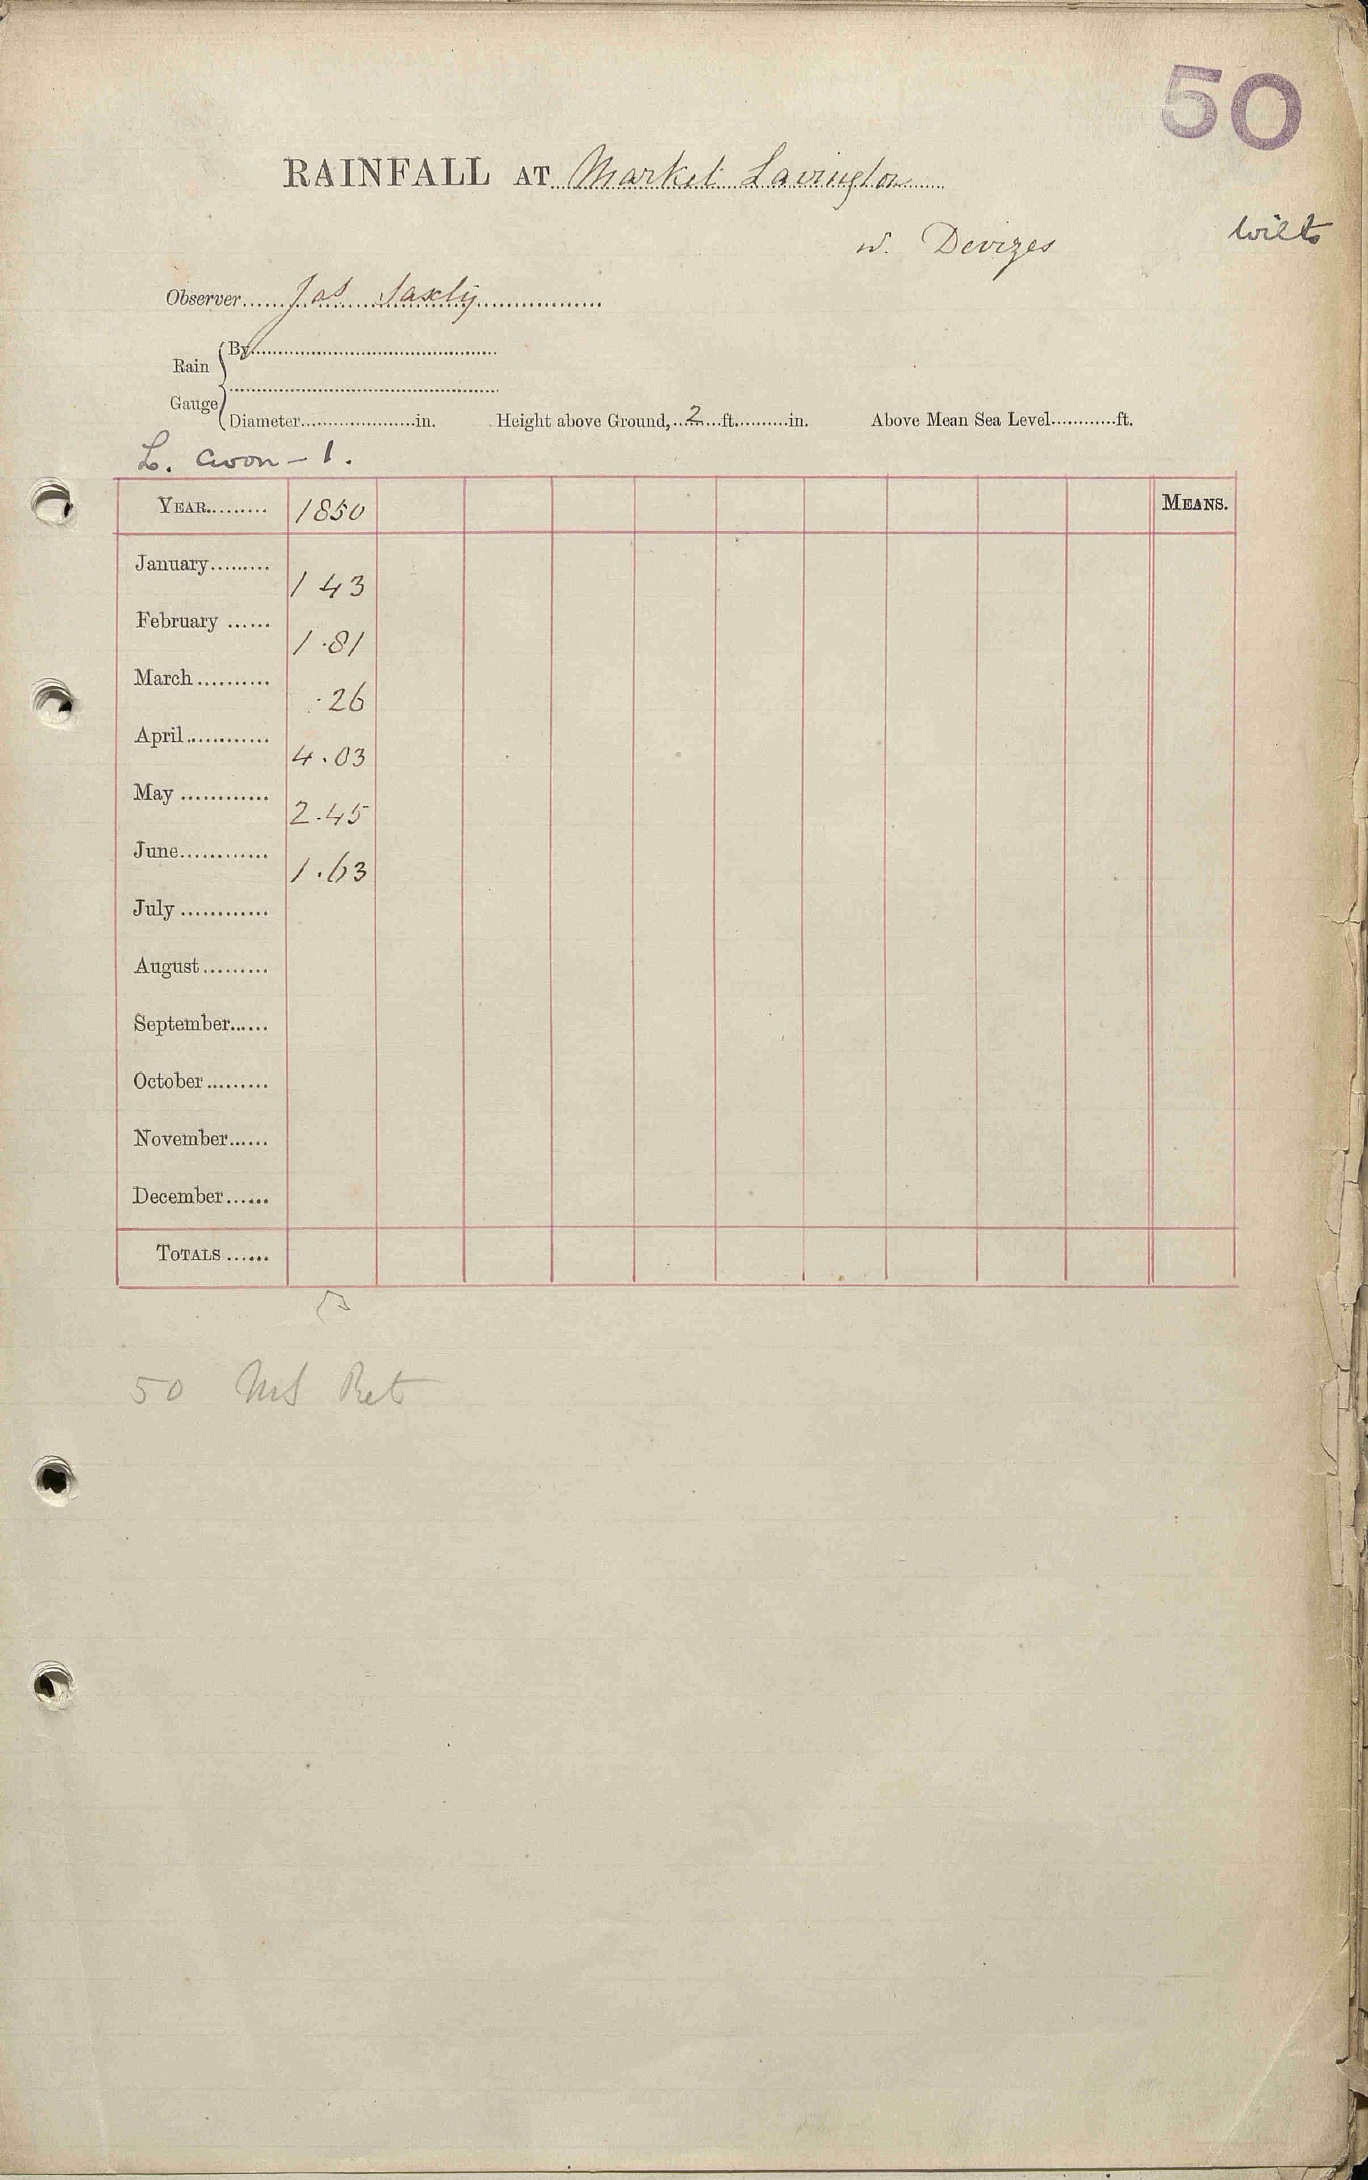 50
RAINFALL AT Market Lavington
w. Devizes
Wilts
Observer...... Jos Saxly
Rain Gauge { By
Diameter.....................in. Height above Ground, ..2...ft..........in. Above Mean Sea Level............ft.
L. Avon - 1.
YEAR......... 1850 MEANS.
January......... 1 43
February ...... 1.81
March.......... .26
April............ 4.03
May ............ 2.45
June............ 1.63
July ............
August.........
September......
October.........
November......
December......
TOTALS ......
50 MS Ret